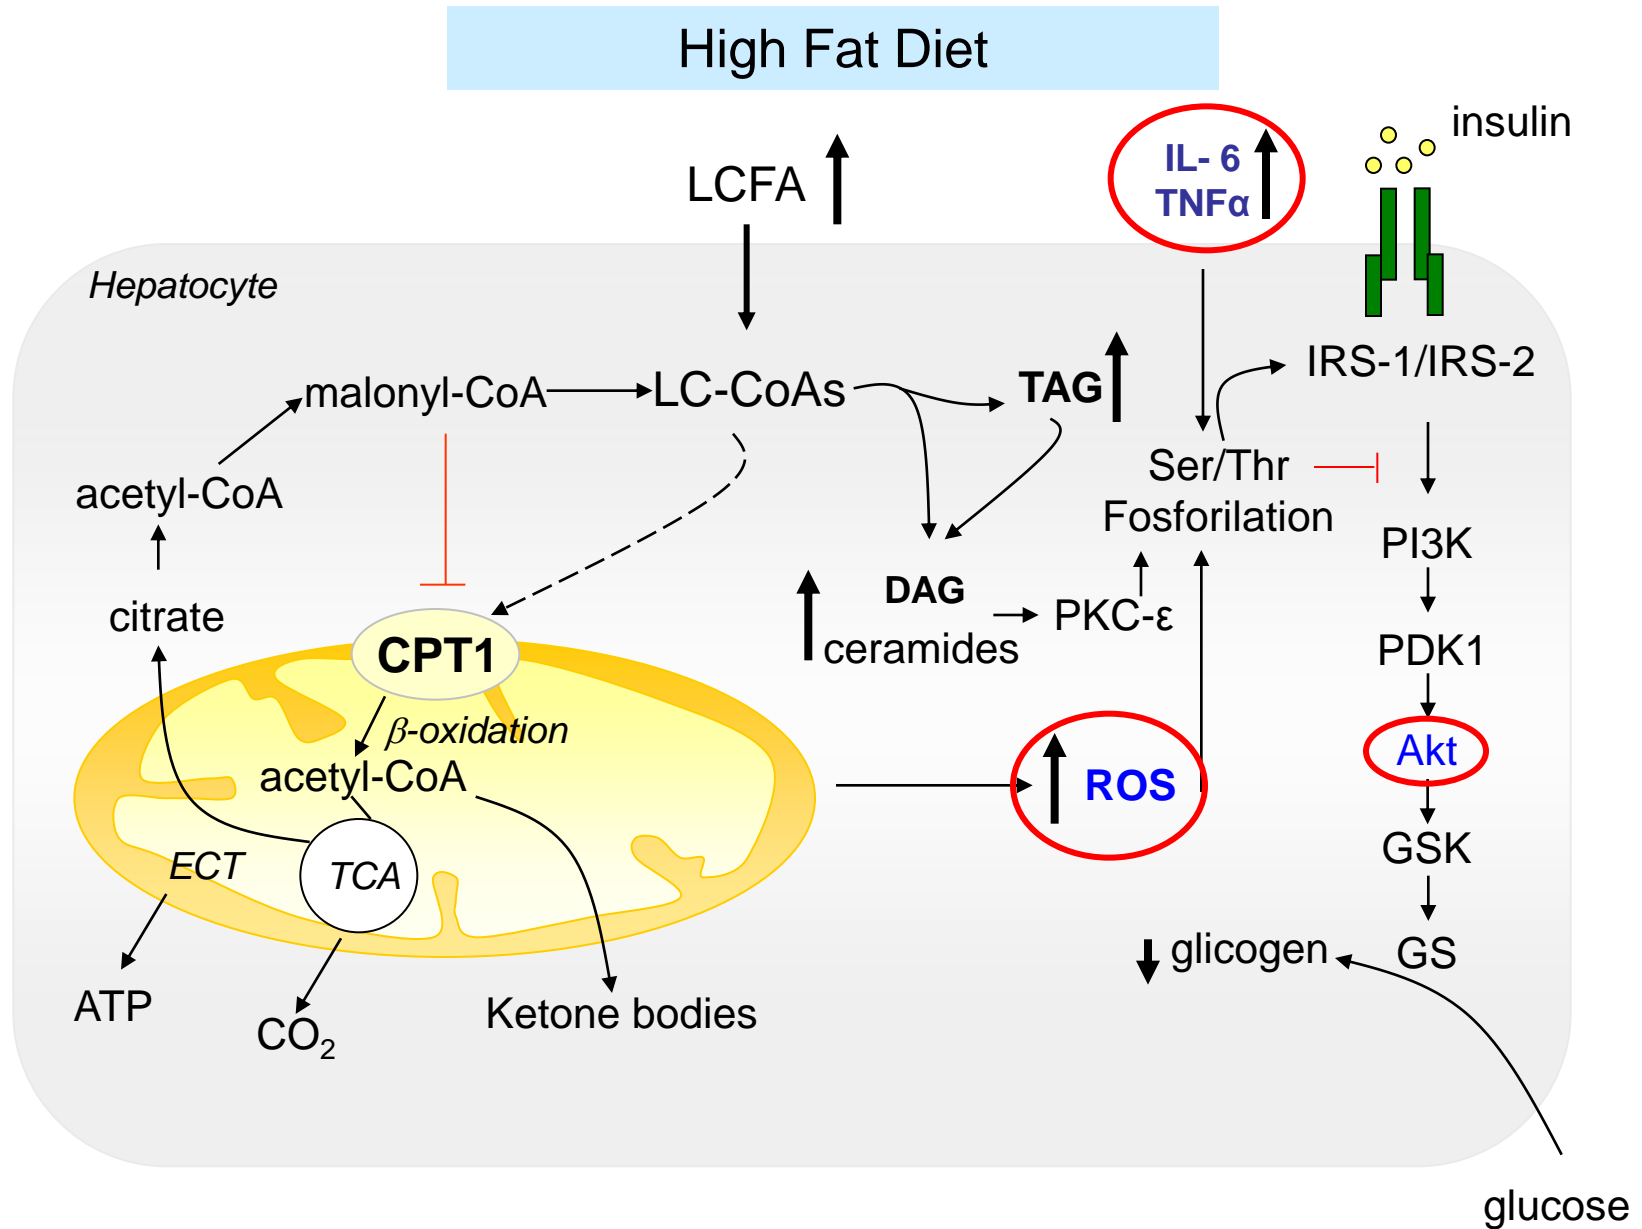 High Fat Diet
insulin
IL- 6
TNFα
LCFA
Hepatocyte
IRS-1/IRS-2
malonyl-CoA
LC-CoAs
TAG
Ser/Thr
Fosforilation
acetyl-CoA
PI3K
DAG
ceramides
PKC-ε
citrate
CPT1
PDK1
β-oxidation
acetyl-CoA
ROS
Akt
ECT
TCA
GSK
glicogen
GS
ATP
CO2
Ketone bodies
glucose